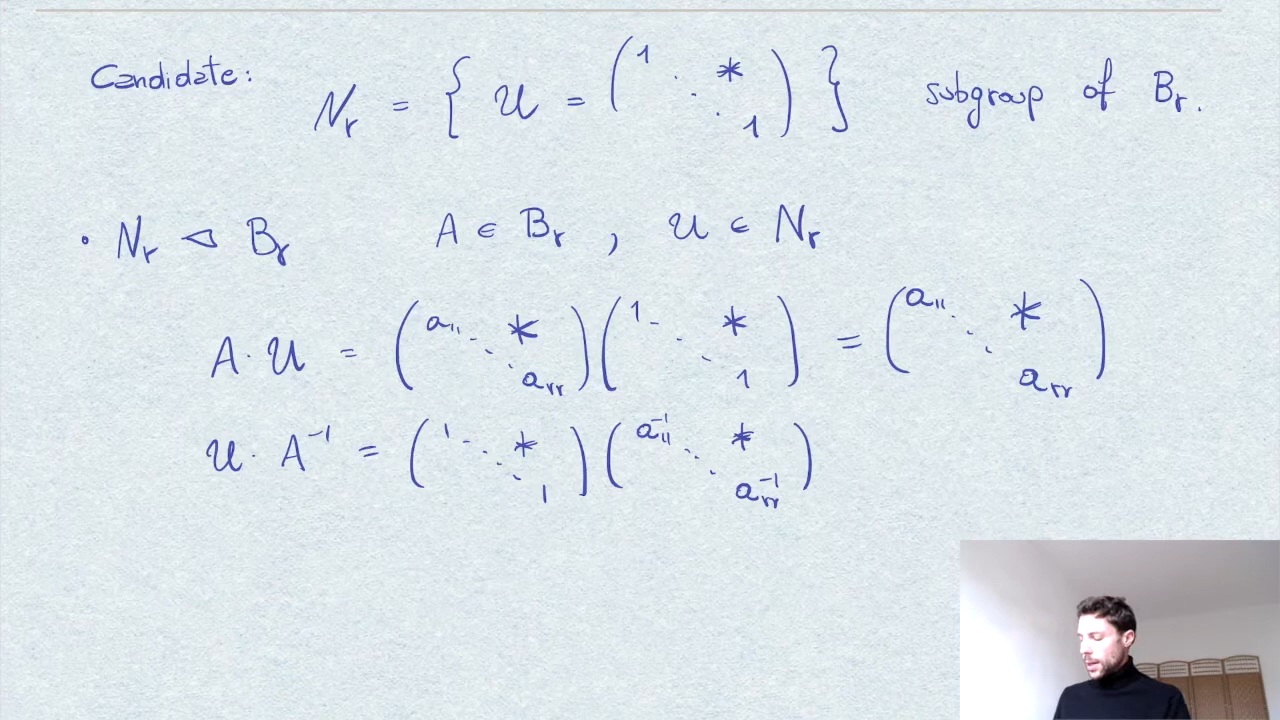 Candidate: N_r = { U = ( 1 ⋱ * 1 ) } subgroup of B_r.
• N_r ◁ B_r A ∈ B_r , U ∈ N_r
A · U = ( a_11 ⋱ * a_rr ) ( 1 ⋱ * 1 ) = ( a_11 ⋱ * a_rr )
U · A^-1 = ( 1 ⋱ * 1 ) ( a_11^-1 ⋱ * a_rr^-1 )